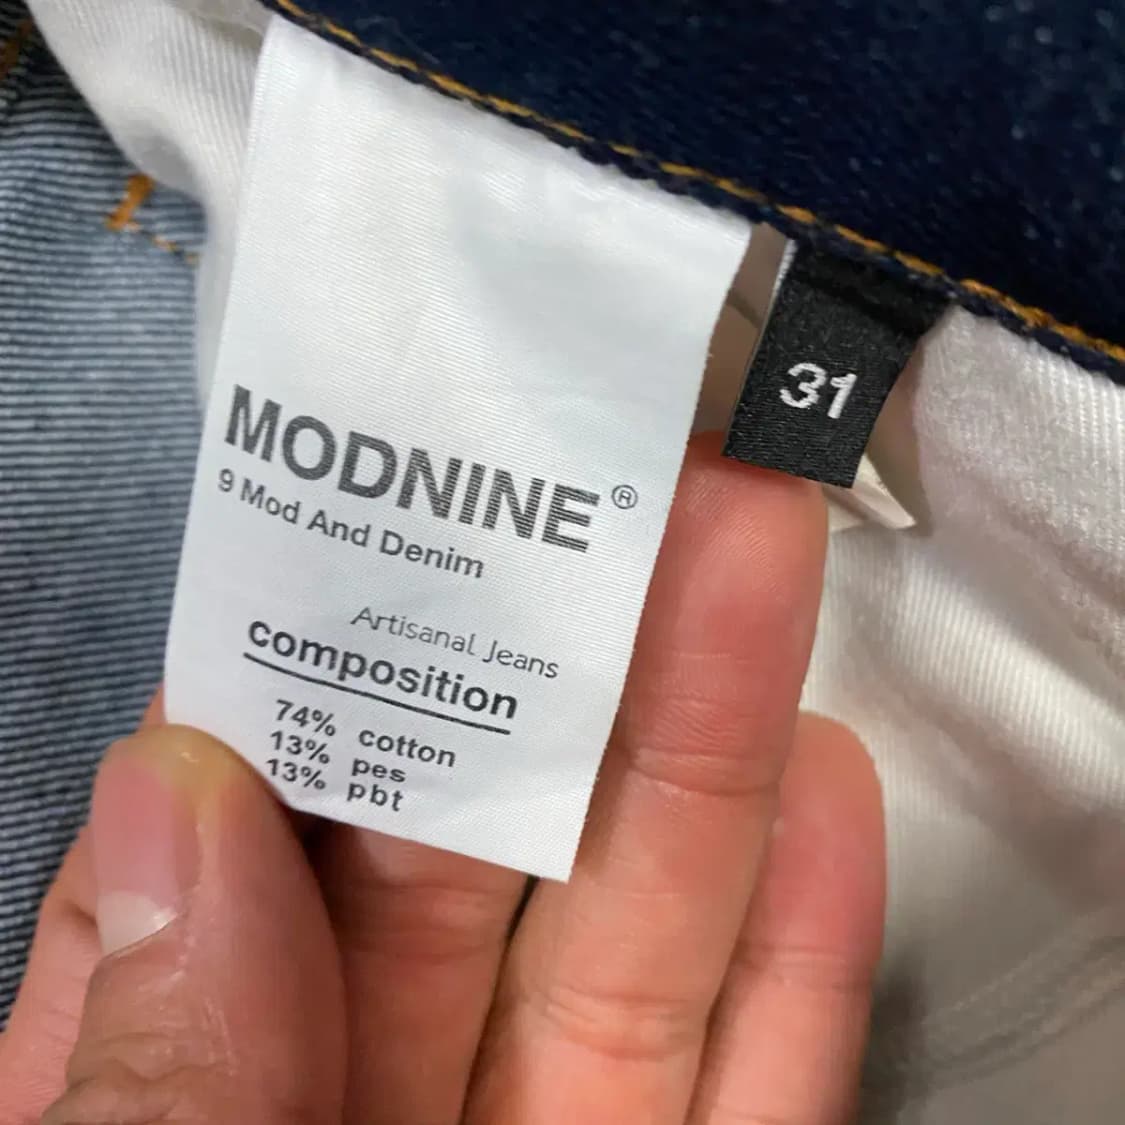 MODNINE®
9 Mod And Denim
Artisanal Jeans
composition
74% cotton
13% pes
13% pbt
31